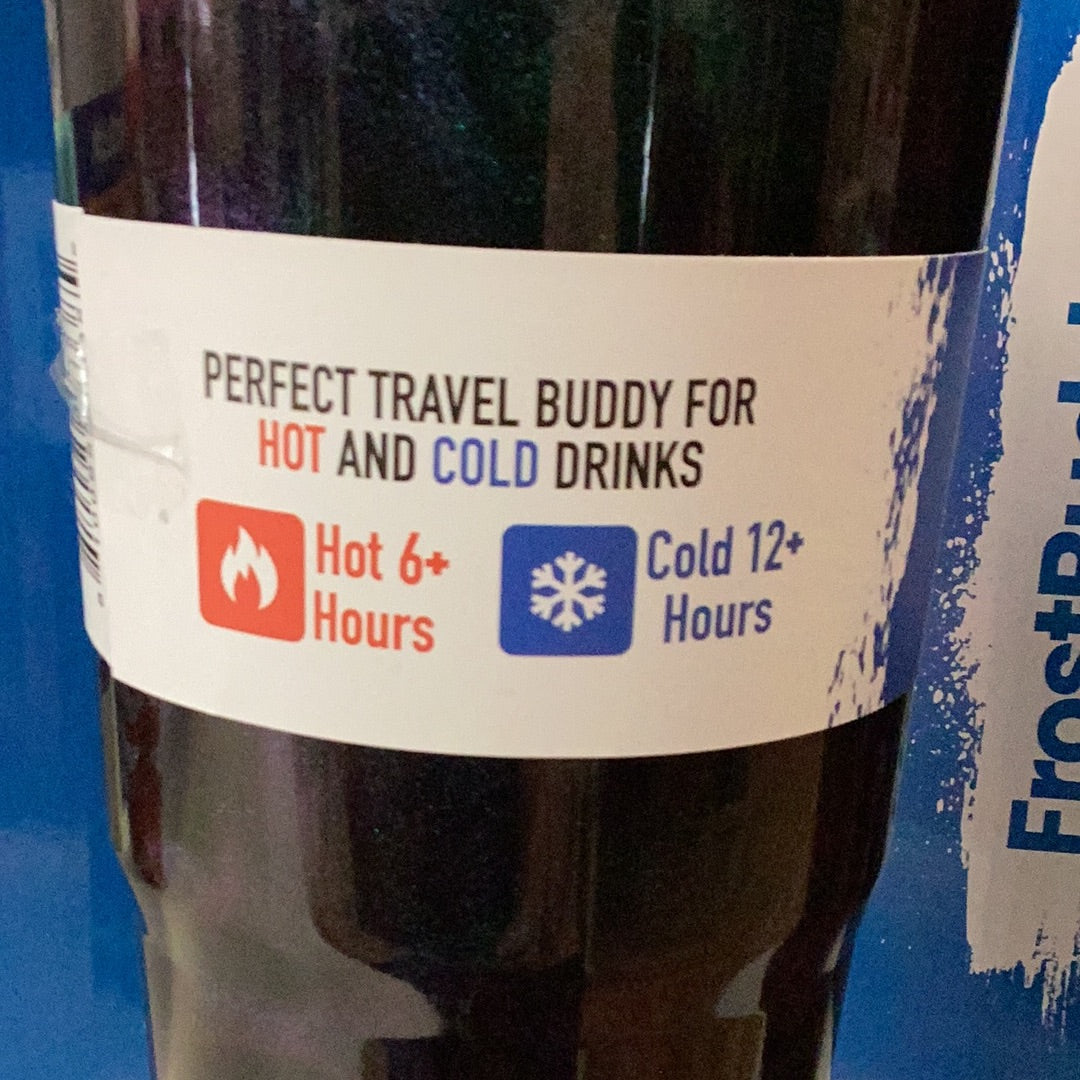 PERFECT TRAVEL BUDDY FOR
HOT AND COLD DRINKS
Hot 6+
Hours
Cold 12+
Hours